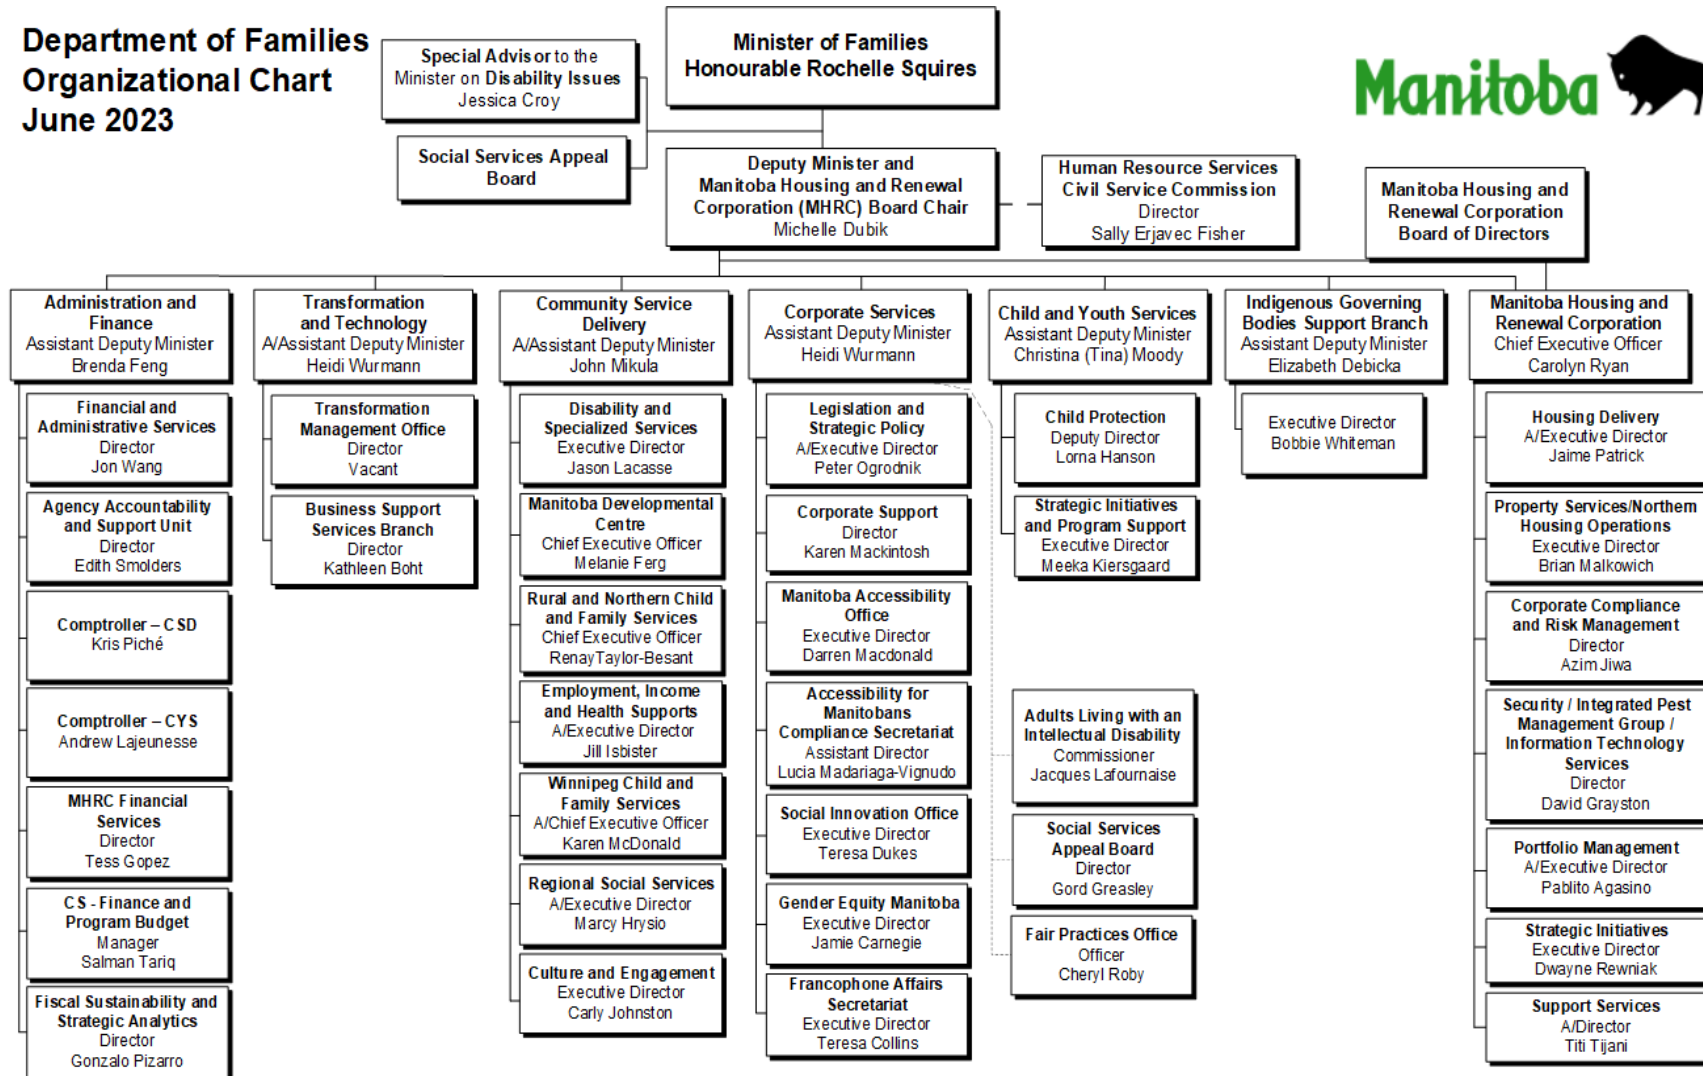 Department of Families
Organizational Chart
June 2023
Special Advisor to the
Minister on Disability Issues
Jessica Croy
Social Services Appeal
Board
Minister of Families
Honourable Rochelle Squires
Manitoba
Deputy Minister and
Manitoba Housing and Renewal
Corporation (MHRC) Board Chair
Michelle Dubik
Human Resource Services
Civil Service Commission
Director
Sally Erjavec Fisher
Manitoba Housing and
Renewal Corporation
Board of Directors
Administration and
Finance
Assistant Deputy Minister
Brenda Feng
Financial and
Administrative Services
Director
Jon Wang
Agency Accountability
and Support Unit
Director
Edith Smolders
Comptroller – CSD
Kris Piché
Comptroller – CYS
Andrew Lajeunesse
MHRC Financial
Services
Director
Tess Gopez
CS - Finance and
Program Budget
Manager
Salman Tariq
Fiscal Sustainability and
Strategic Analytics
Director
Gonzalo Pizarro
Transformation
and Technology
A/Assistant Deputy Minister
Heidi Wurmann
Transformation
Management Office
Director
Vacant
Business Support
Services Branch
Director
Kathleen Boht
Community Service
Delivery
A/Assistant Deputy Minister
John Mikula
Disability and
Specialized Services
Executive Director
Jason Lacasse
Manitoba Developmental
Centre
Chief Executive Officer
Melanie Ferg
Rural and Northern Child
and Family Services
Chief Executive Officer
RenayTaylor-Besant
Employment, Income
and Health Supports
A/Executive Director
Jill Isbister
Winnipeg Child and
Family Services
A/Chief Executive Officer
Karen McDonald
Regional Social Services
A/Executive Director
Marcy Hrysio
Culture and Engagement
Executive Director
Carly Johnston
Corporate Services
Assistant Deputy Minister
Heidi Wurmann
Legislation and
Strategic Policy
A/Executive Director
Peter Ogrodnik
Corporate Support
Director
Karen Mackintosh
Manitoba Accessibility
Office
Executive Director
Darren Macdonald
Accessibility for
Manitobans
Compliance Secretariat
Assistant Director
Lucia Madariaga-Vignudo
Social Innovation Office
Executive Director
Teresa Dukes
Gender Equity Manitoba
Executive Director
Jamie Carnegie
Francophone Affairs
Secretariat
Executive Director
Teresa Collins
Child and Youth Services
Assistant Deputy Minister
Christina (Tina) Moody
Child Protection
Deputy Director
Lorna Hanson
Strategic Initiatives
and Program Support
Executive Director
Meeka Kiersgaard
Adults Living with an
Intellectual Disability
Commissioner
Jacques Lafournaise
Social Services
Appeal Board
Director
Gord Greasley
Fair Practices Office
Officer
Cheryl Roby
Indigenous Governing
Bodies Support Branch
Assistant Deputy Minister
Elizabeth Debicka
Executive Director
Bobbie Whiteman
Manitoba Housing and
Renewal Corporation
Chief Executive Officer
Carolyn Ryan
Housing Delivery
A/Executive Director
Jaime Patrick
Property Services/Northern
Housing Operations
Executive Director
Brian Malkowich
Corporate Compliance
and Risk Management
Director
Azim Jiwa
Security / Integrated Pest
Management Group /
Information Technology
Services
Director
David Grayston
Portfolio Management
A/Executive Director
Pablito Agasino
Strategic Initiatives
Executive Director
Dwayne Rewniak
Support Services
A/Director
Titi Tijani